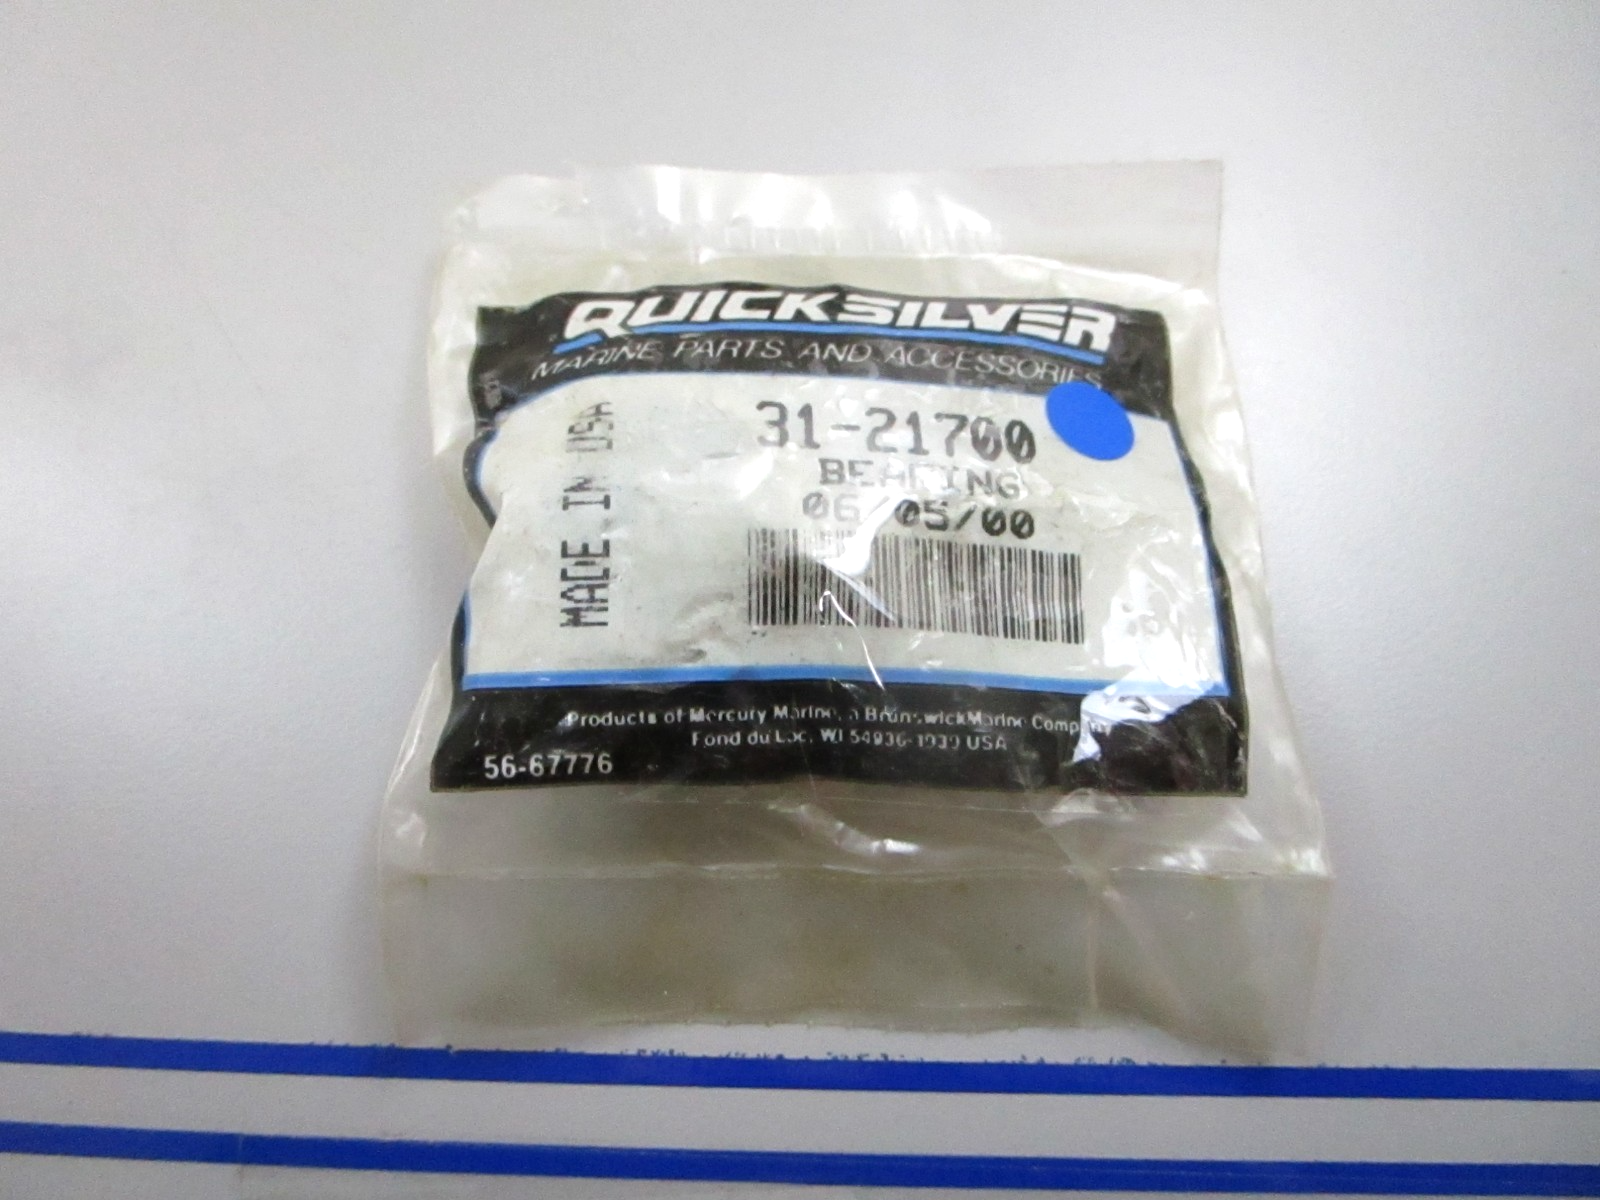 QUICKSILVER
MARINE PARTS AND ACCESSORIES
31-21700
BEARING
06/05/00
MADE IN USA
Products of Mercury Marine, a Brunswick Marine Company
Fond du Lac, WI 54936-1939 USA
56-67776